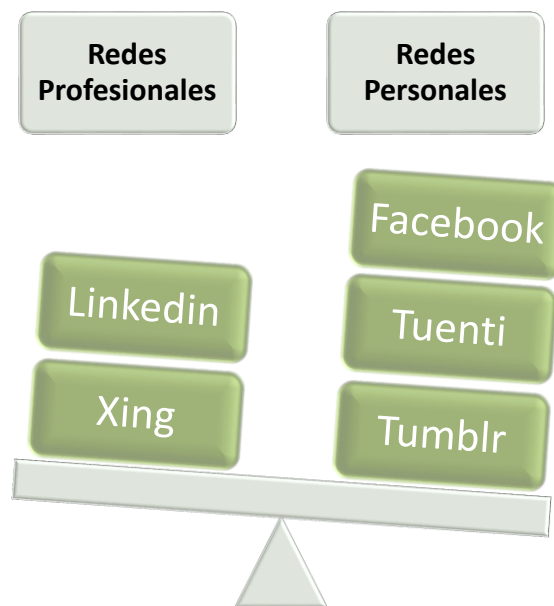 Redes
Profesionales
Redes
Personales
Linkedin
Xing
Facebook
Tuenti
Tumblr